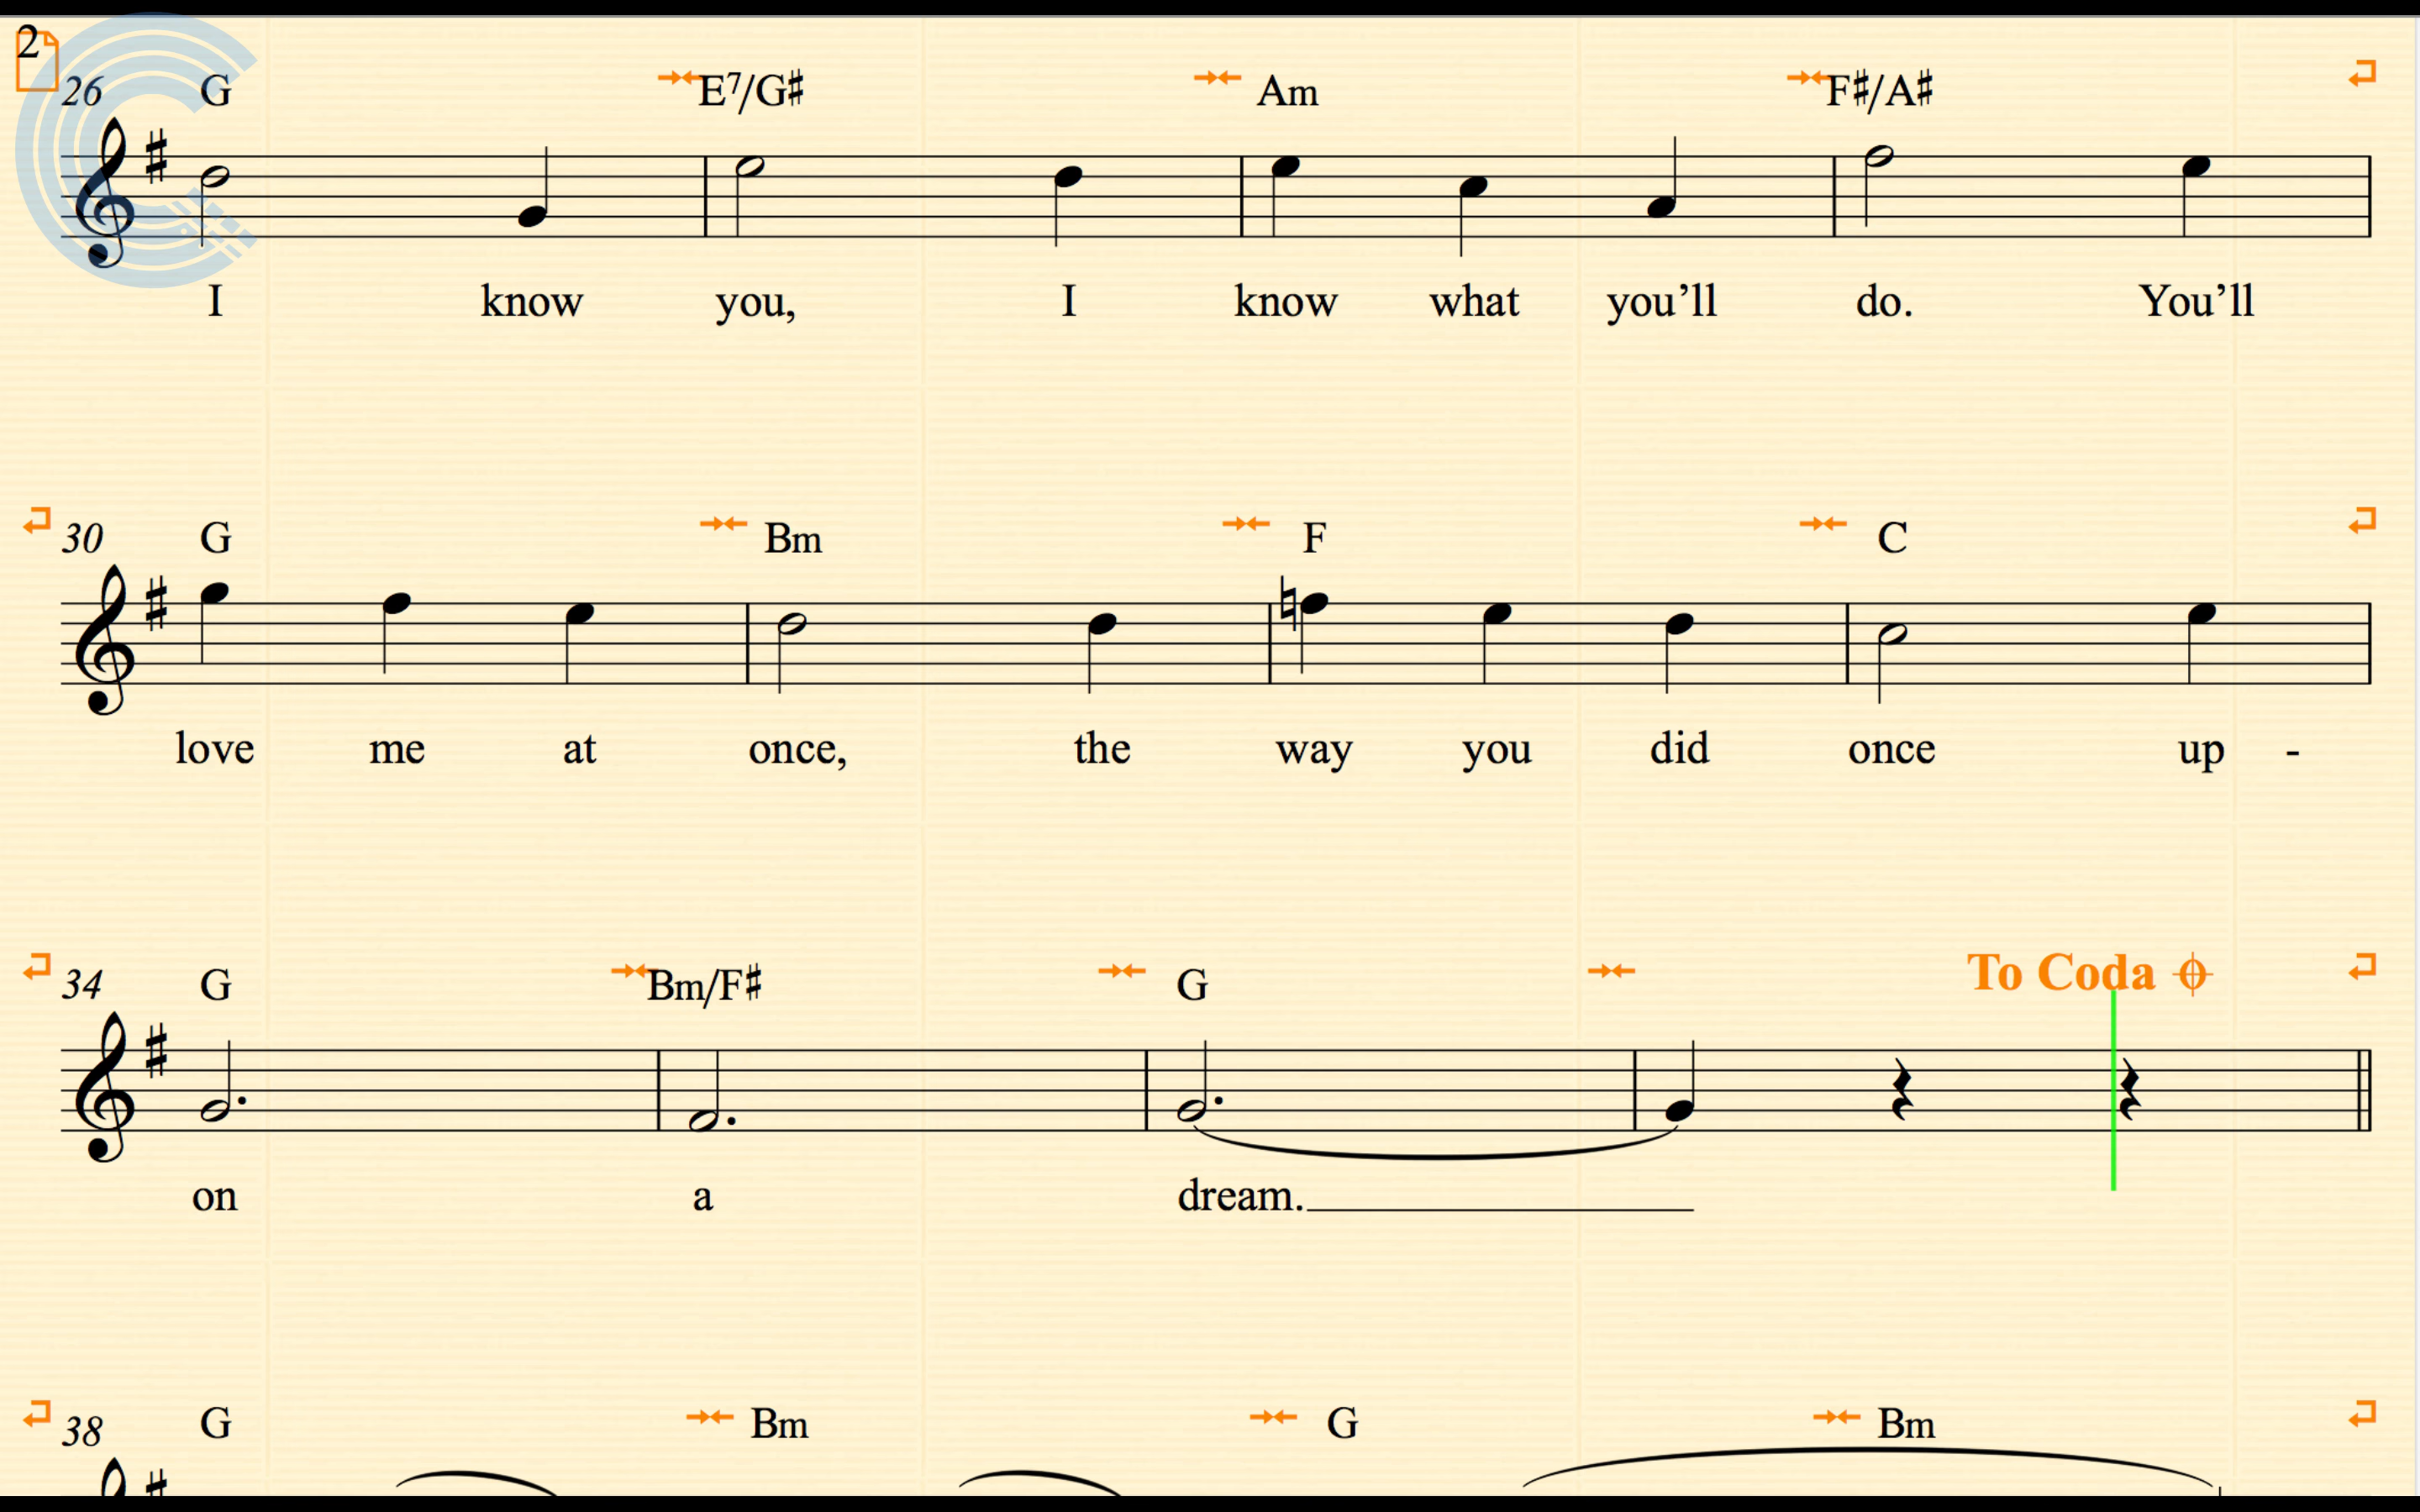 2
26 G E7/G♯ Am F♯/A♯
I know you, I know what you’ll do. You’ll
30 G Bm F C
love me at once, the way you did once up -
To Coda
34 G Bm/F♯ G
on a dream.
38 G Bm G Bm